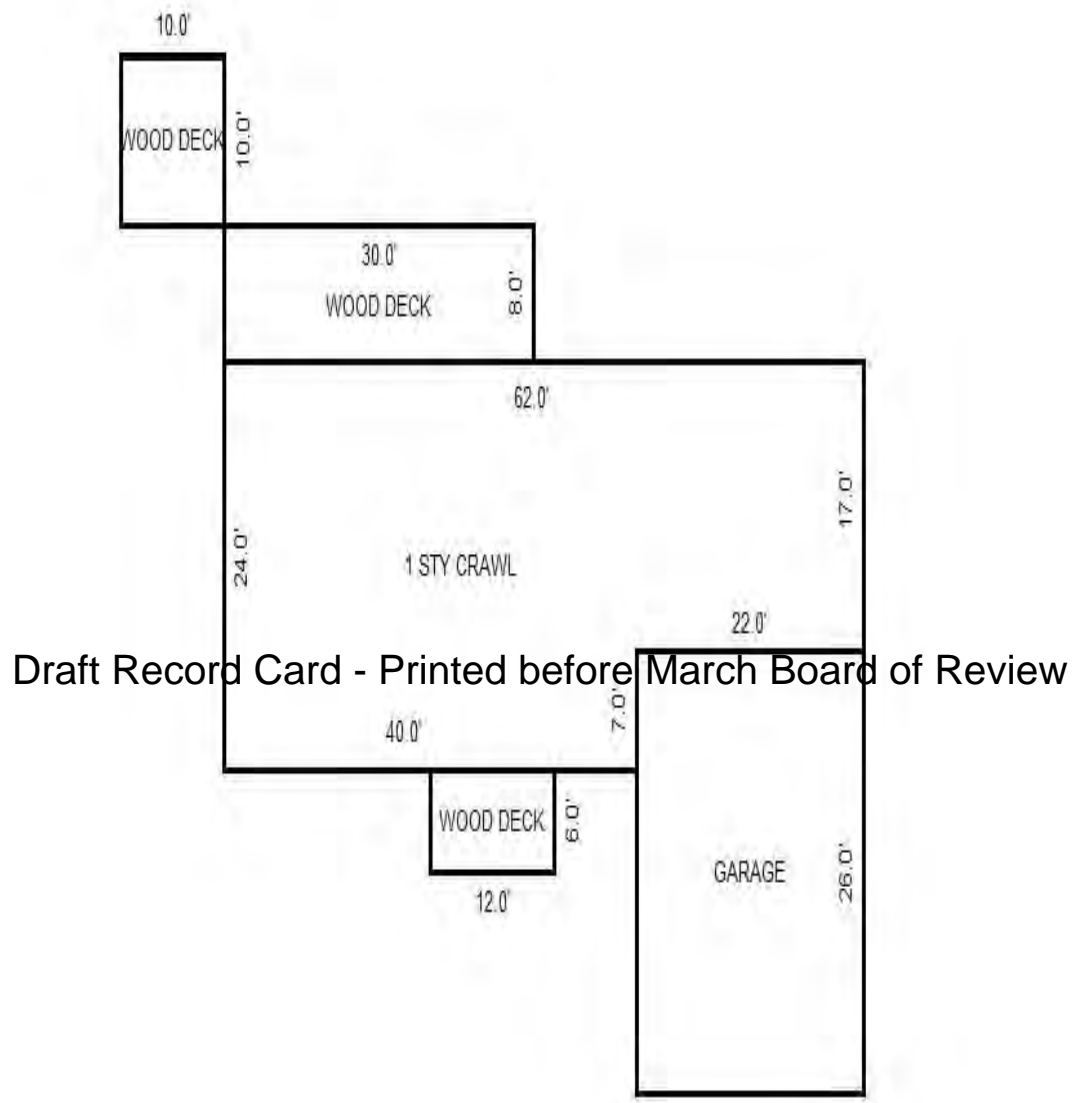 10.0'
WOOD DECK
10.0'
30.0'
WOOD DECK
8.0'
62.0'
17.0'
24.0'
1 STY CRAWL
22.0'
Draft Record Card - Printed before March Board of Review
7.0'
40.0'
WOOD DECK
6.0'
12.0'
GARAGE
26.0'